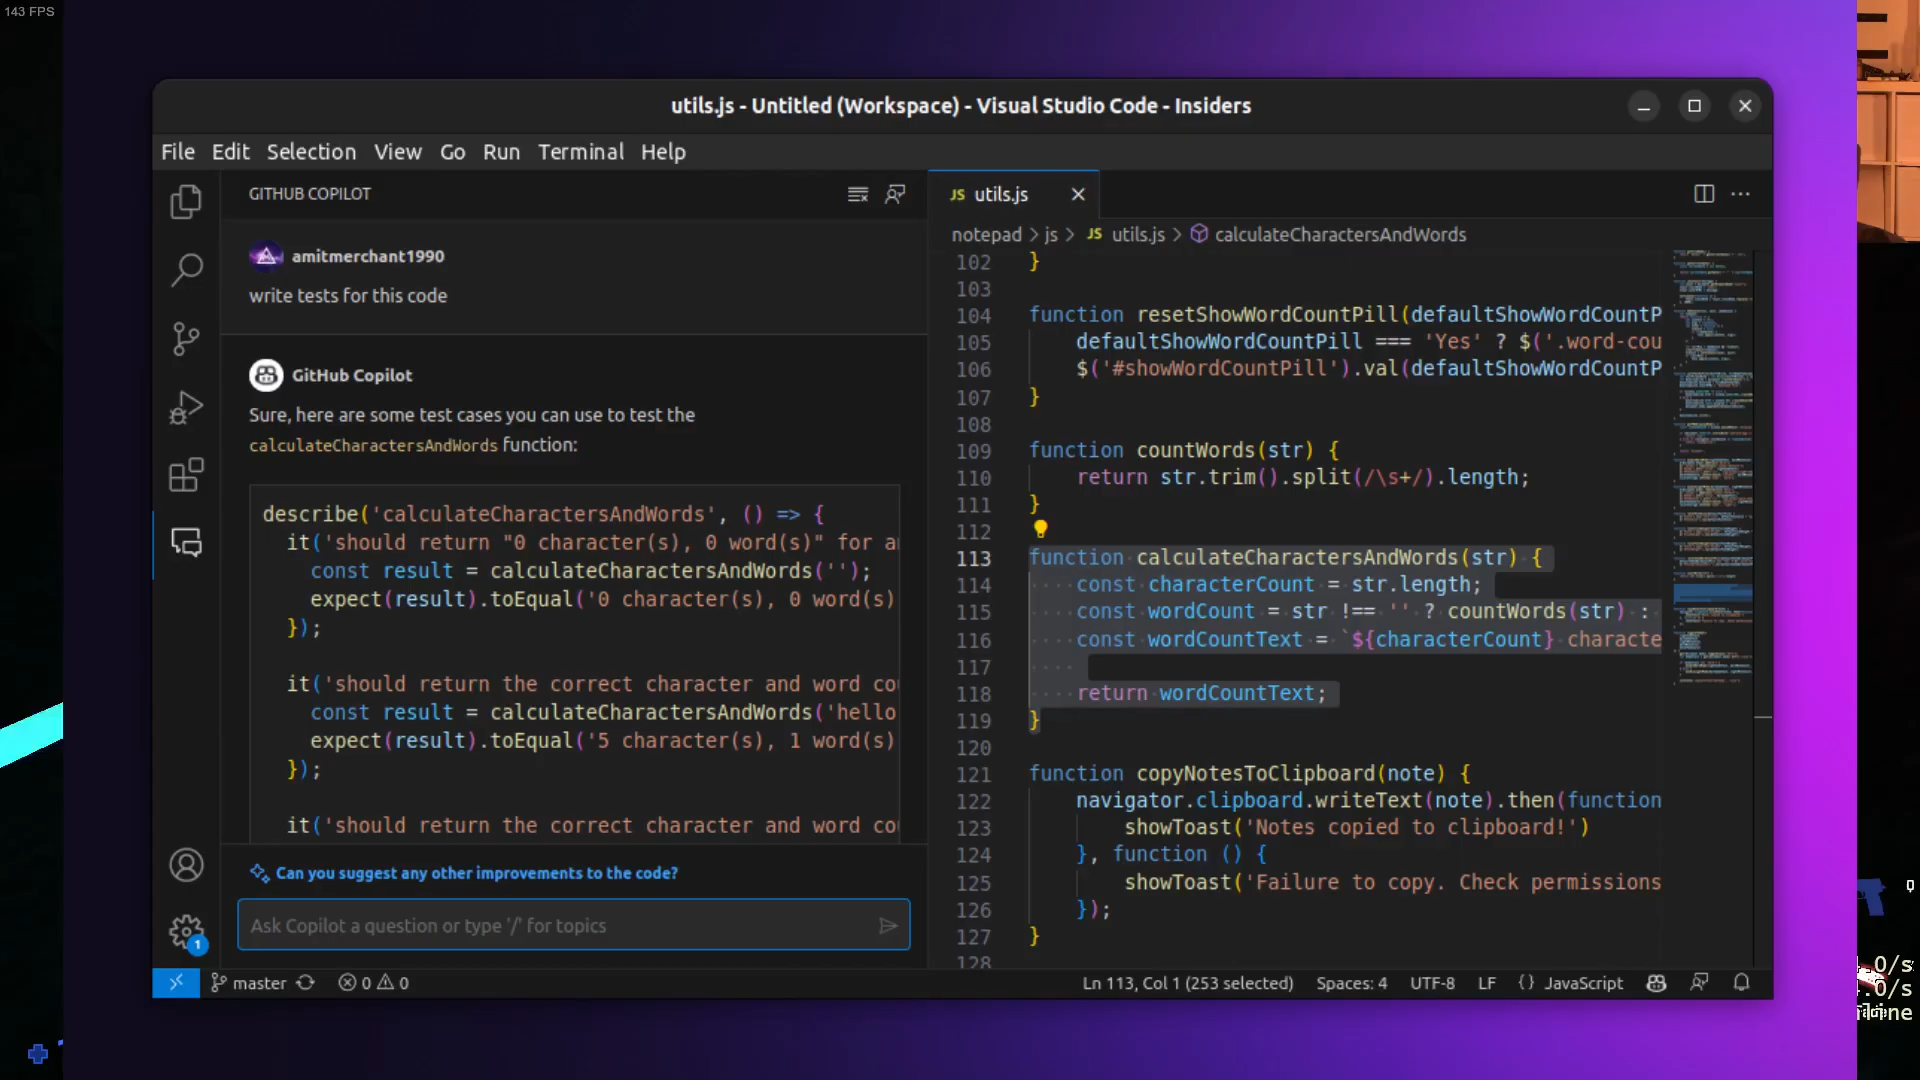 143 FPS
utils.js - Untitled (Workspace) - Visual Studio Code - Insiders
File Edit Selection View Go Run Terminal Help
GITHUB COPILOT
amitmerchant1990
write tests for this code
GitHub Copilot
Sure, here are some test cases you can use to test the
calculateCharactersAndWords function:
describe('calculateCharactersAndWords', () => {
it('should return "0 character(s), 0 word(s)" for a
const result = calculateCharactersAndWords('');
expect(result).toEqual('0 character(s), 0 word(s)
});
it('should return the correct character and word co
const result = calculateCharactersAndWords('hello
expect(result).toEqual('5 character(s), 1 word(s)
});
it('should return the correct character and word co
Can you suggest any other improvements to the code?
Ask Copilot a question or type '/' for topics
JS utils.js
notepad > js > JS utils.js > calculateCharactersAndWords
102 }
103
104 function resetShowWordCountPill(defaultShowWordCountP
105 defaultShowWordCountPill === 'Yes' ? $('.word-cou
106 $('#showWordCountPill').val(defaultShowWordCountP
107 }
108
109 function countWords(str) {
110 return str.trim().split(/\s+/).length;
111 }
112
113 function calculateCharactersAndWords(str) {
114 const characterCount = str.length;
115 const wordCount = str !== '' ? countWords(str) :
116 const wordCountText = `${characterCount} characte
117
118 return wordCountText;
119 }
120
121 function copyNotesToClipboard(note) {
122 navigator.clipboard.writeText(note).then(function
123 showToast('Notes copied to clipboard!')
124 }, function () {
125 showToast('Failure to copy. Check permissions
126 });
127 }
128
1
master 0 0
Ln 113, Col 1 (253 selected) Spaces: 4 UTF-8 LF {} JavaScript
.0/s
.0/s